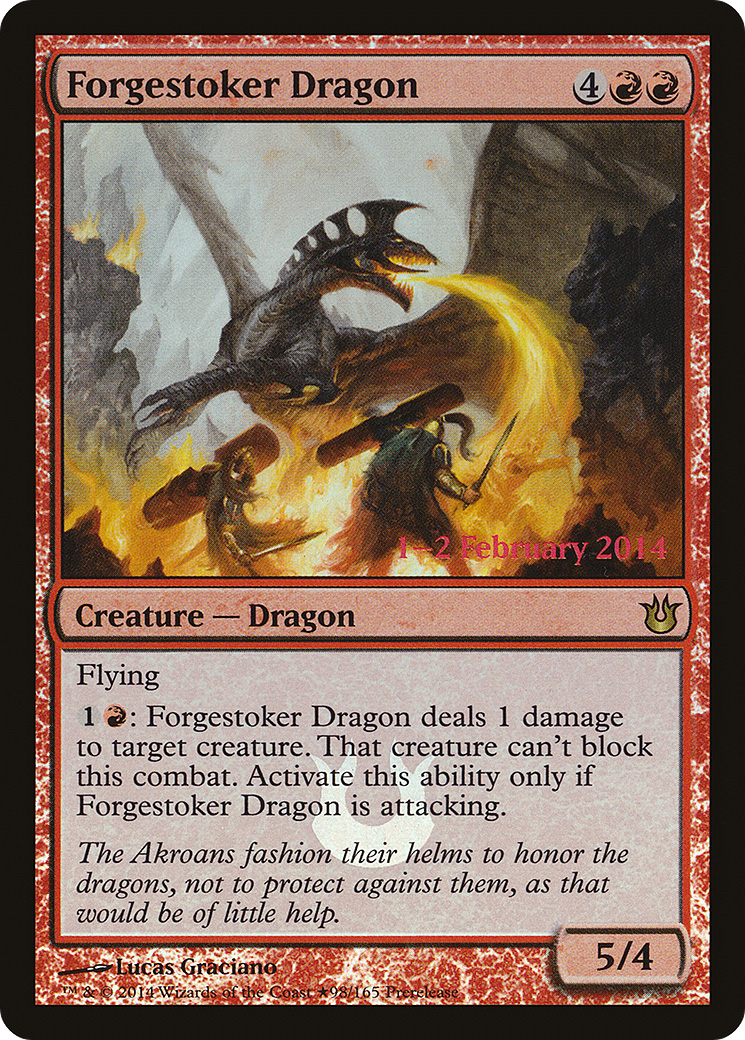 Forgestoker Dragon 4
1–2 February 2014
Creature — Dragon
Flying
1 : Forgestoker Dragon deals 1 damage
to target creature. That creature can't block
this combat. Activate this ability only if
Forgestoker Dragon is attacking.
The Akroans fashion their helms to honor the
dragons, not to protect against them, as that
would be of little help.
5/4
Lucas Graciano
™ & © 2014 Wizards of the Coast ★98/165 Prerelease